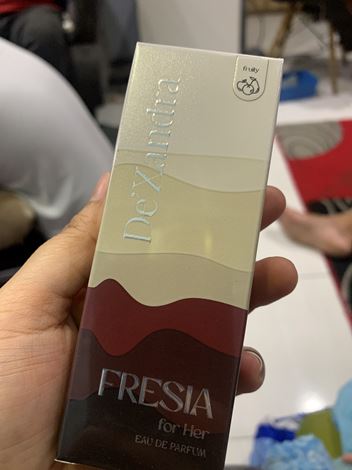 fruity
De'Xandra
FRESIA
for Her
EAU DE PARFUM